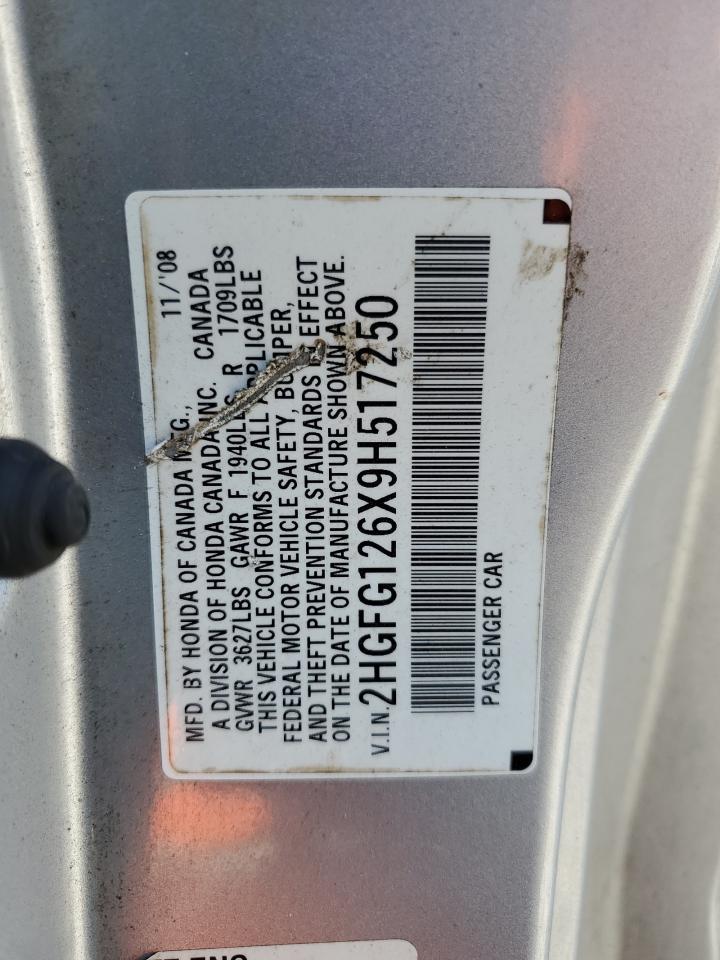 MFD. BY HONDA OF CANADA MFG., 11/'08
A DIVISION OF HONDA CANADA INC. CANADA
GVWR 3627LBS GAWR F 1940LBS R 1709LBS
THIS VEHICLE CONFORMS TO ALL APPLICABLE
FEDERAL MOTOR VEHICLE SAFETY, BUMPER,
AND THEFT PREVENTION STANDARDS IN EFFECT
ON THE DATE OF MANUFACTURE SHOWN ABOVE.
V.I.N. 2HGFG126X9H517250
PASSENGER CAR